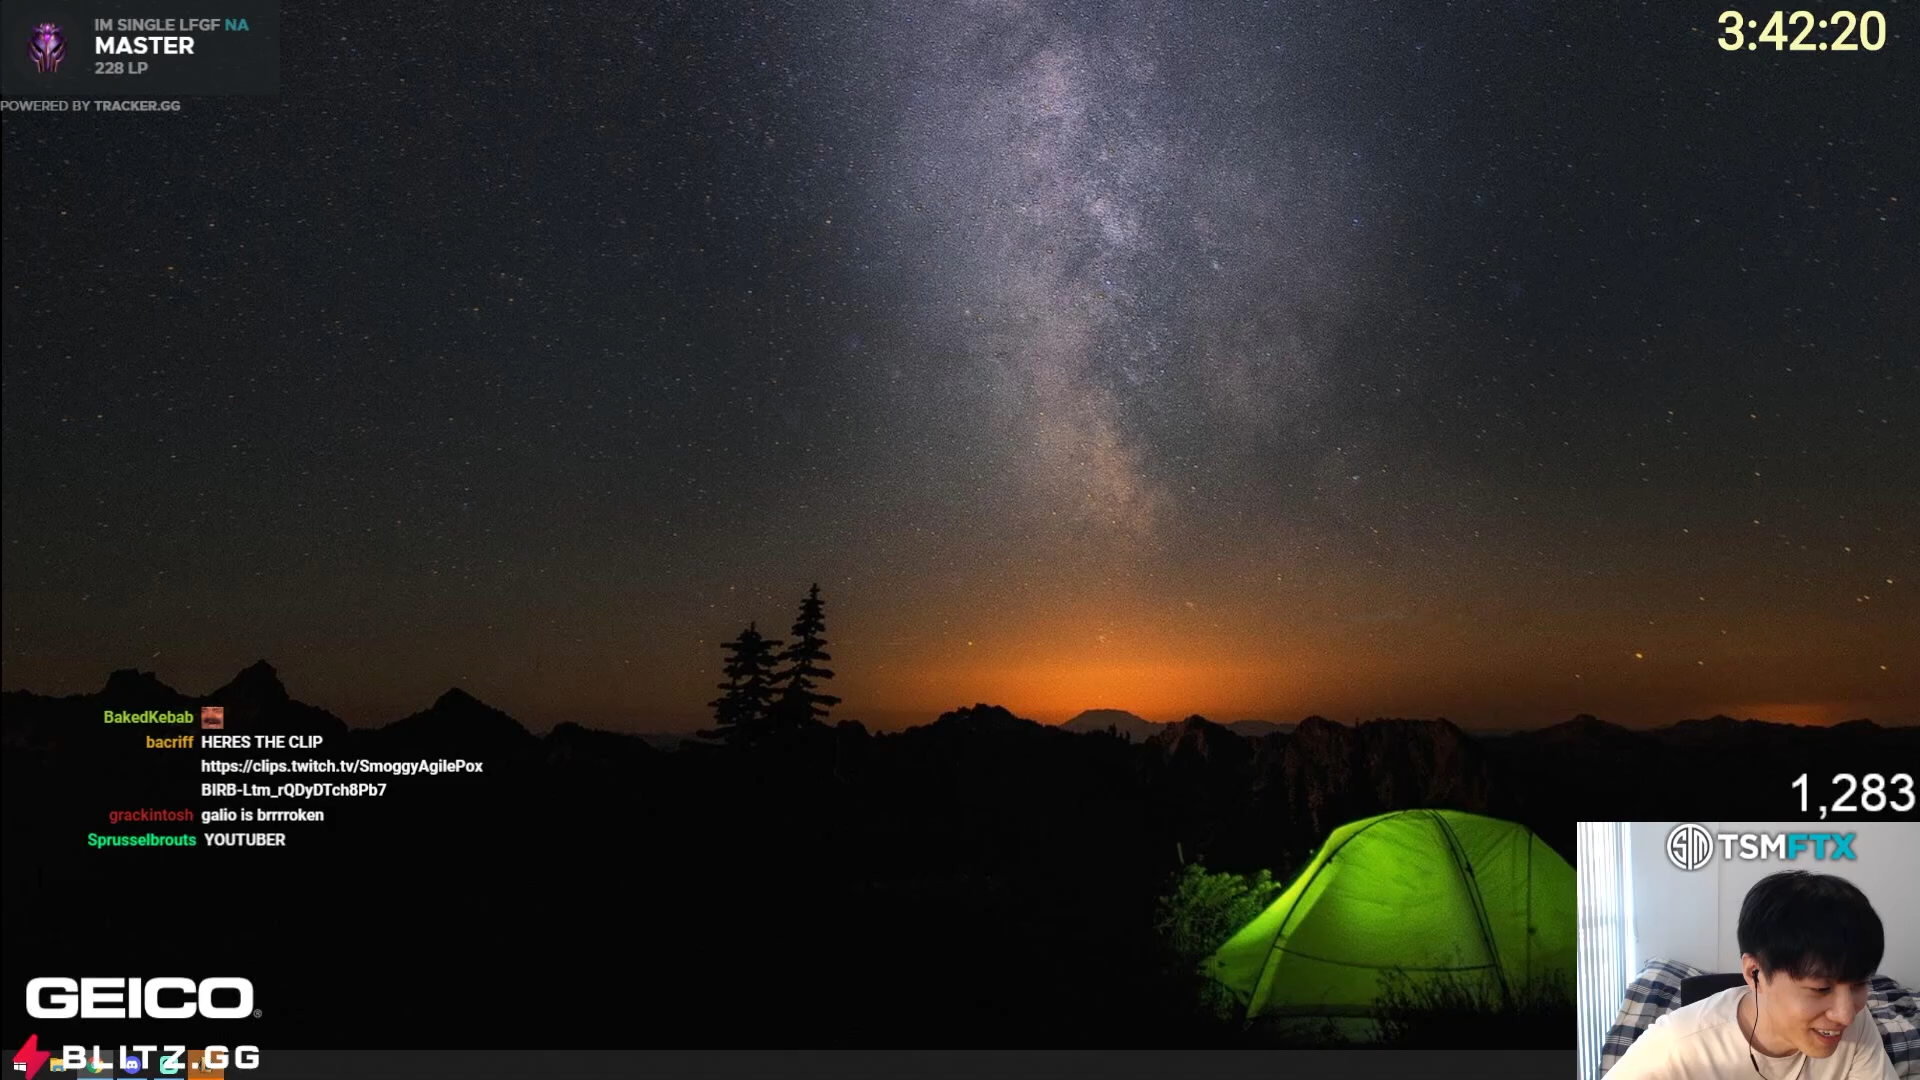 IM SINGLE LFGF NA
MASTER
228 LP
POWERED BY TRACKER.GG
3:42:20
BakedKebab
bacriff HERES THE CLIP
https://clips.twitch.tv/SmoggyAgilePox
BIRB-Ltm_rQDyDTch8Pb7
grackintosh galio is brrrroken
Sprusselbrouts YOUTUBER
1,283
TSMFTX
GEICO®
BLITZ.GG